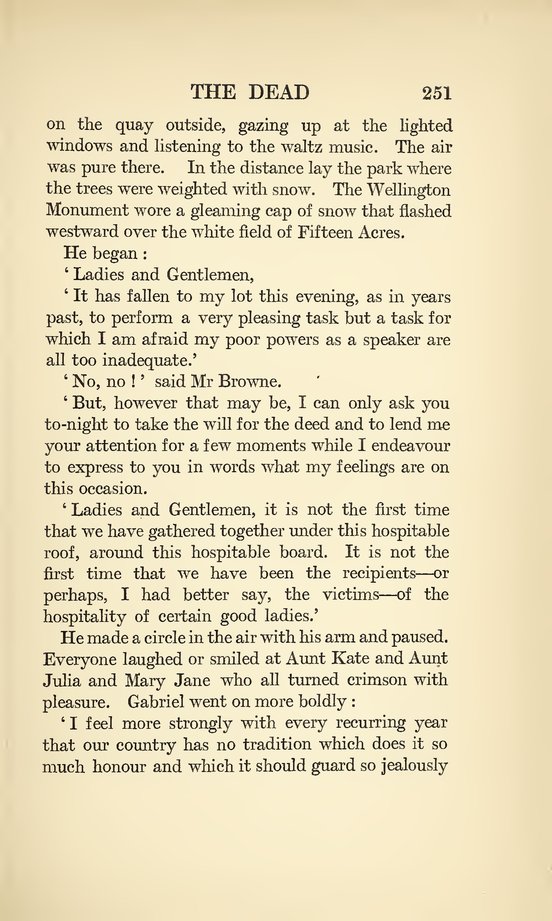 THE DEAD 251
on the quay outside, gazing up at the lighted
windows and listening to the waltz music. The air
was pure there. In the distance lay the park where
the trees were weighted with snow. The Wellington
Monument wore a gleaming cap of snow that flashed
westward over the white field of Fifteen Acres.
He began :
‘ Ladies and Gentlemen,
‘ It has fallen to my lot this evening, as in years
past, to perform a very pleasing task but a task for
which I am afraid my poor powers as a speaker are
all too inadequate.’
‘ No, no ! ’ said Mr Browne.
‘ But, however that may be, I can only ask you
to-night to take the will for the deed and to lend me
your attention for a few moments while I endeavour
to express to you in words what my feelings are on
this occasion.
‘ Ladies and Gentlemen, it is not the first time
that we have gathered together under this hospitable
roof, around this hospitable board. It is not the
first time that we have been the recipients—or
perhaps, I had better say, the victims—of the
hospitality of certain good ladies.’
He made a circle in the air with his arm and paused.
Everyone laughed or smiled at Aunt Kate and Aunt
Julia and Mary Jane who all turned crimson with
pleasure. Gabriel went on more boldly :
‘ I feel more strongly with every recurring year
that our country has no tradition which does it so
much honour and which it should guard so jealously